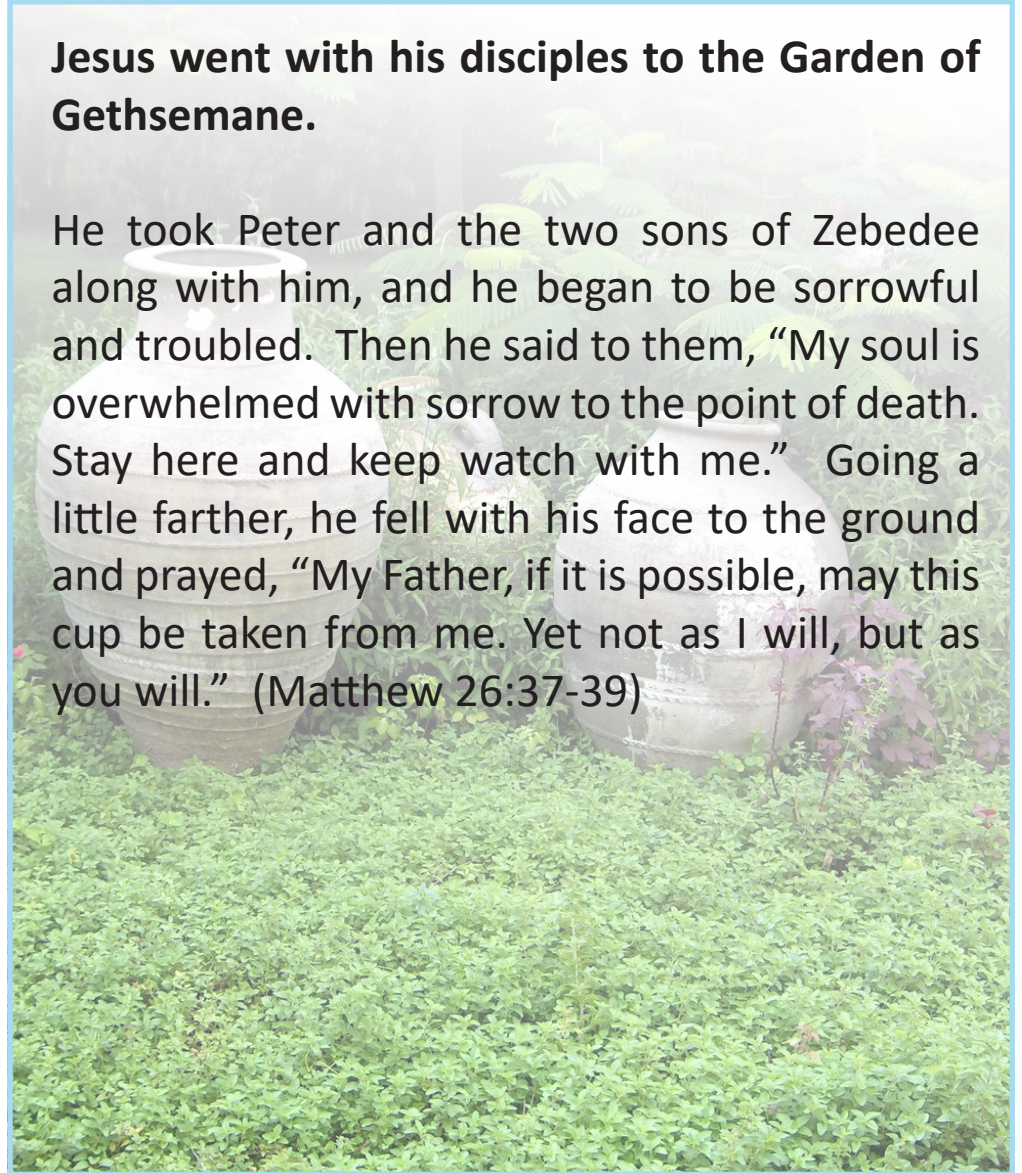 Jesus went with his disciples to the Garden of
Gethsemane.
He took Peter and the two sons of Zebedee
along with him, and he began to be sorrowful
and troubled.  Then he said to them, “My soul is
overwhelmed with sorrow to the point of death.
Stay here and keep watch with me.”  Going a
little farther, he fell with his face to the ground
and prayed, “My Father, if it is possible, may this
cup be taken from me. Yet not as I will, but as
you will.”  (Matthew 26:37-39)